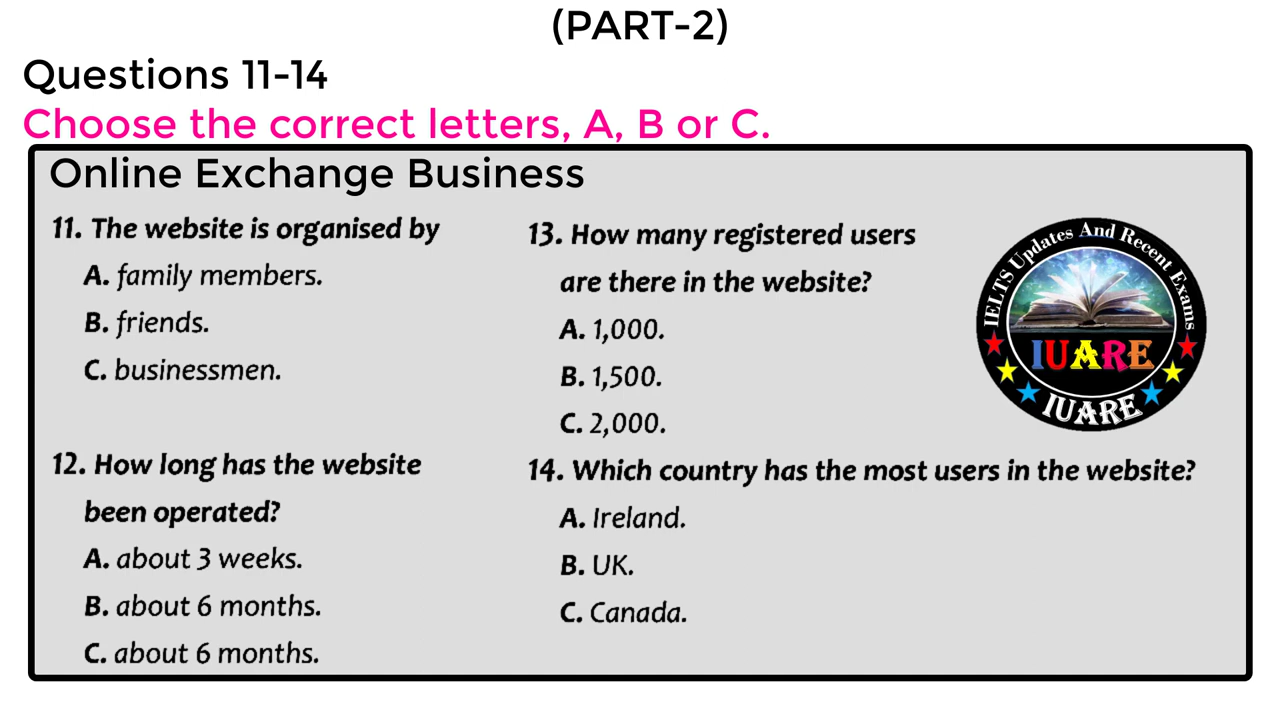 (PART-2)
Questions 11-14
Choose the correct letters, A, B or C.
Online Exchange Business
11. The website is organised by
A. family members.
B. friends.
C. businessmen.
12. How long has the website
been operated?
A. about 3 weeks.
B. about 6 months.
C. about 6 months.
13. How many registered users
are there in the website?
A. 1,000.
B. 1,500.
C. 2,000.
14. Which country has the most users in the website?
A. Ireland.
B. UK.
C. Canada.
IELTS Updates And Recent Exams
IUARE
IUARE